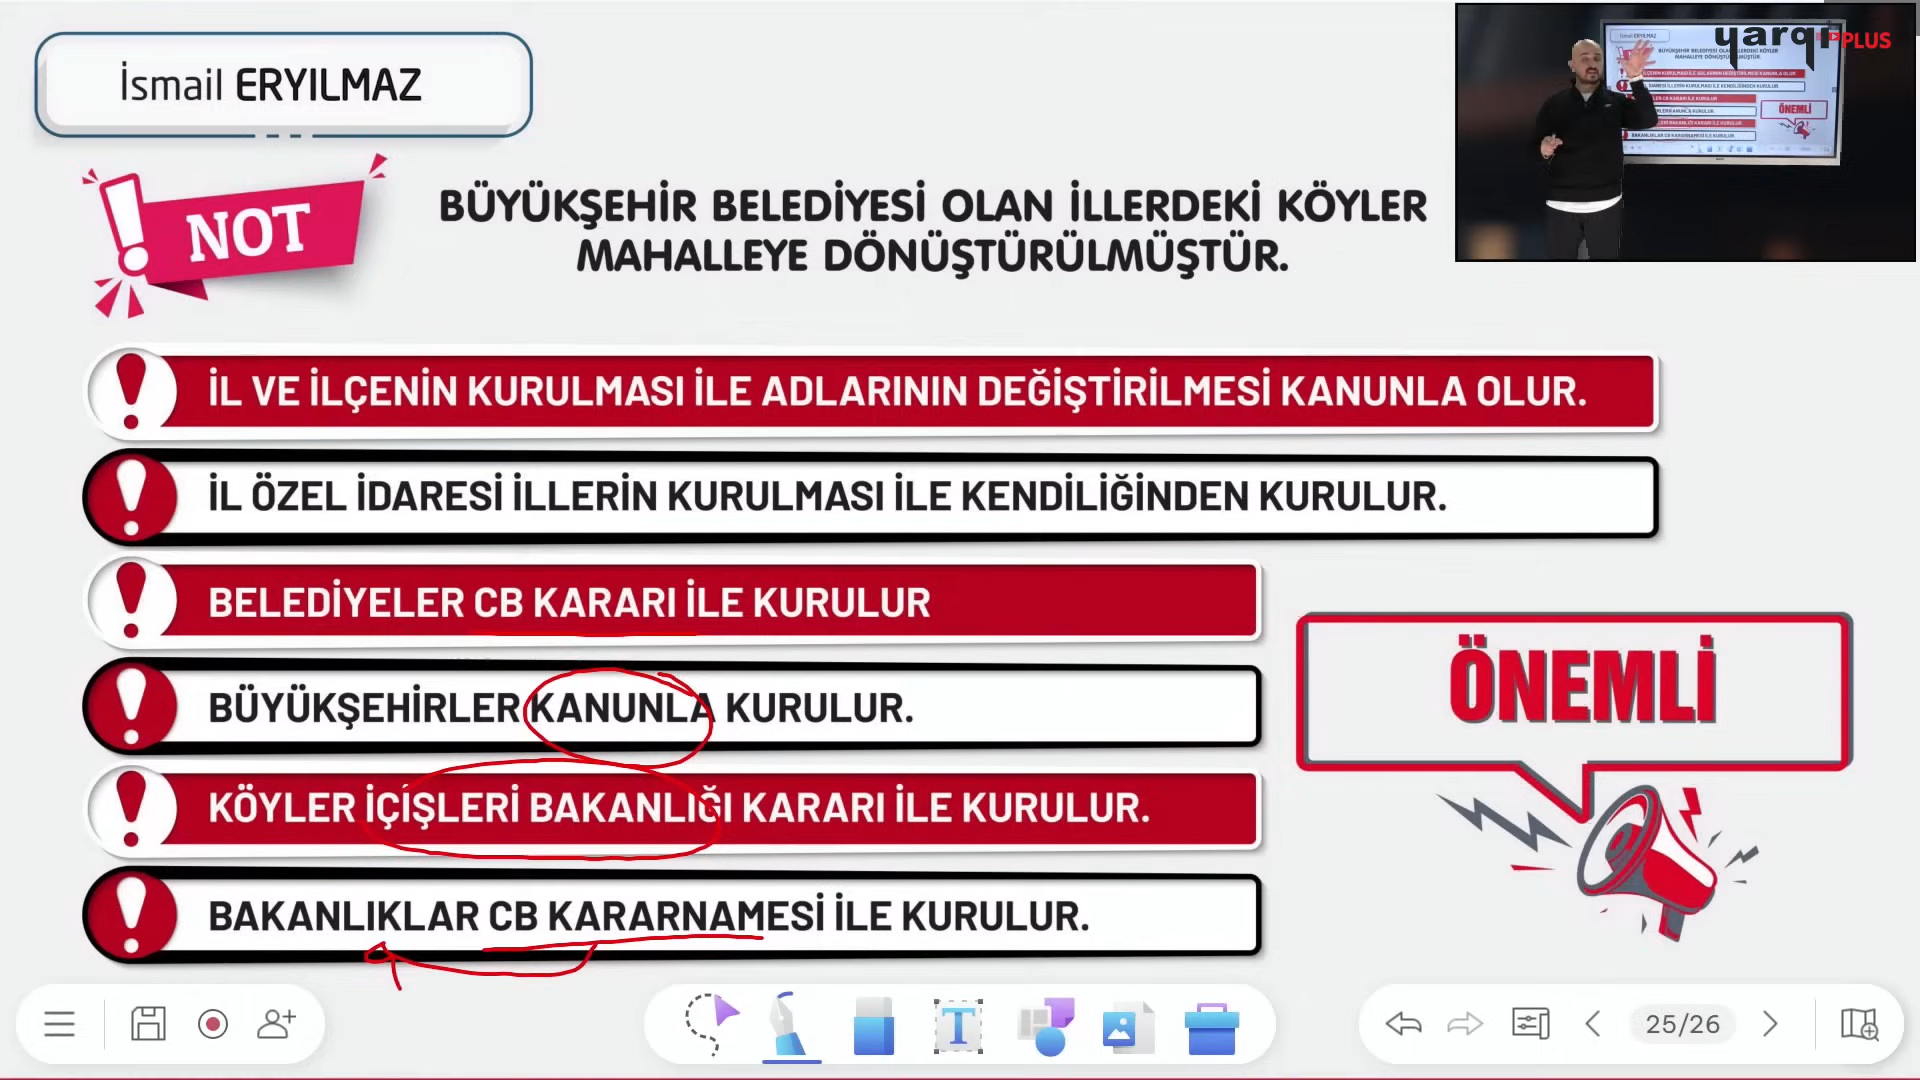 İsmail ERYILMAZ
yarqı PLUS
NOT
BÜYÜKŞEHİR BELEDİYESİ OLAN İLLERDEKİ KÖYLER
MAHALLEYE DÖNÜŞTÜRÜLMÜŞTÜR.
İL VE İLÇENİN KURULMASI İLE ADLARININ DEĞİŞTİRİLMESİ KANUNLA OLUR.
İL ÖZEL İDARESİ İLLERİN KURULMASI İLE KENDİLİĞİNDEN KURULUR.
BELEDİYELER CB KARARI İLE KURULUR
BÜYÜKŞEHİRLER KANUNLA KURULUR.
KÖYLER İÇİŞLERİ BAKANLIĞI KARARI İLE KURULUR.
BAKANLIKLAR CB KARARNAMESİ İLE KURULUR.
ÖNEMLİ
25/26